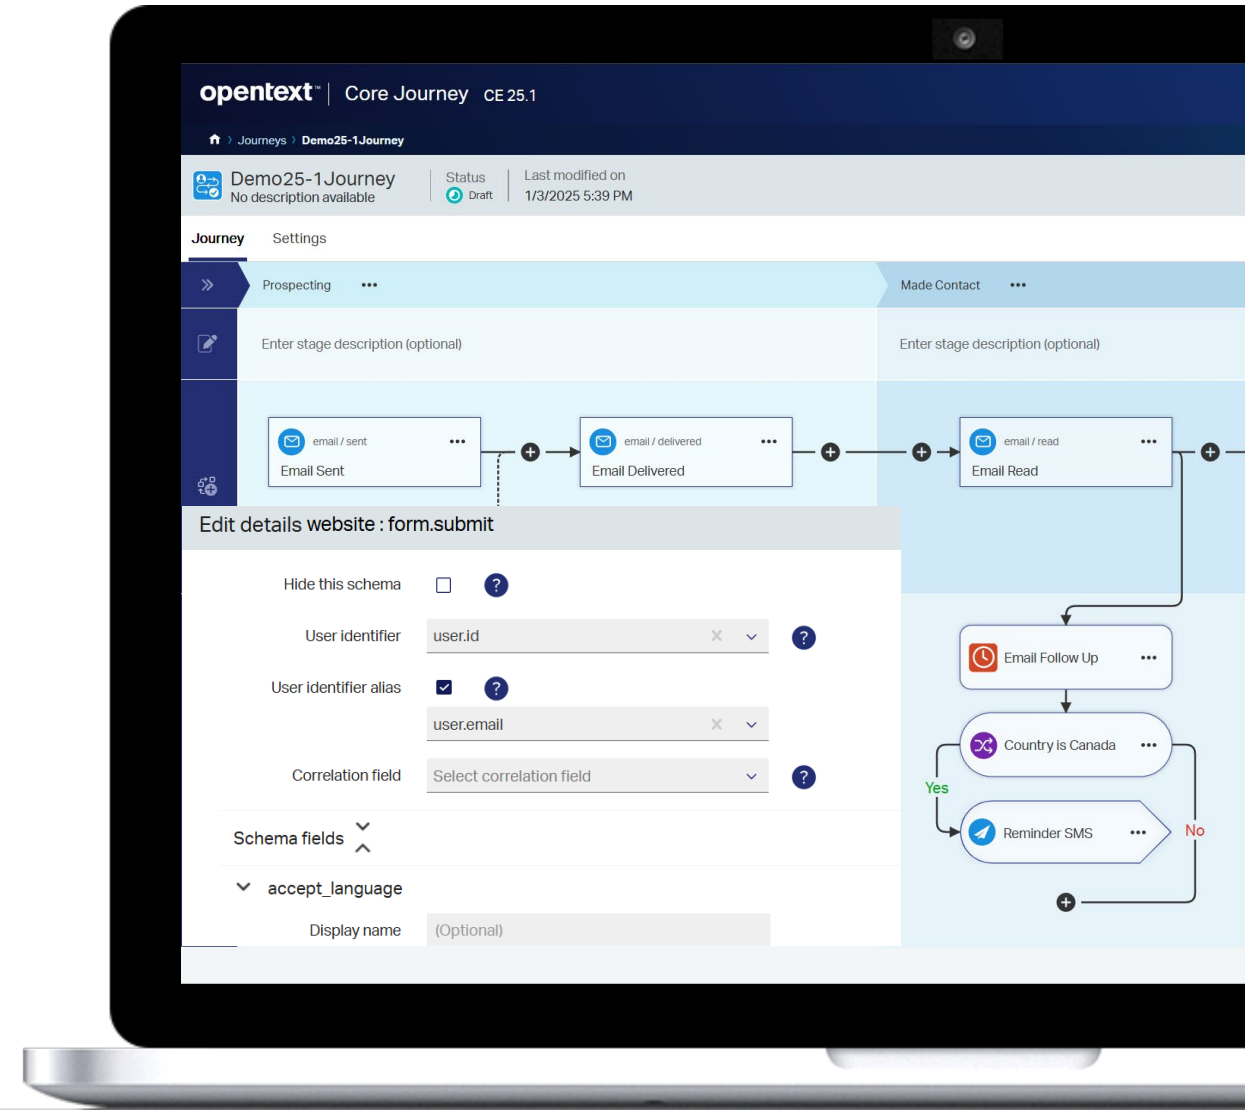 opentext™ | Core Journey CE 25.1
Journeys > Demo25-1Journey
Demo25-1Journey
No description available
Status
Draft
Last modified on
1/3/2025 5:39 PM
Journey Settings
Prospecting ••• Made Contact •••
Enter stage description (optional) Enter stage description (optional)
email / sent •••
Email Sent
email / delivered •••
Email Delivered
email / read •••
Email Read
Edit details website : form.submit
Hide this schema ?
User identifier user.id ?
User identifier alias ?
user.email
Correlation field Select correlation field ?
Schema fields
accept_language
Display name (Optional)
Email Follow Up •••
Country is Canada •••
Yes
Reminder SMS •••
No